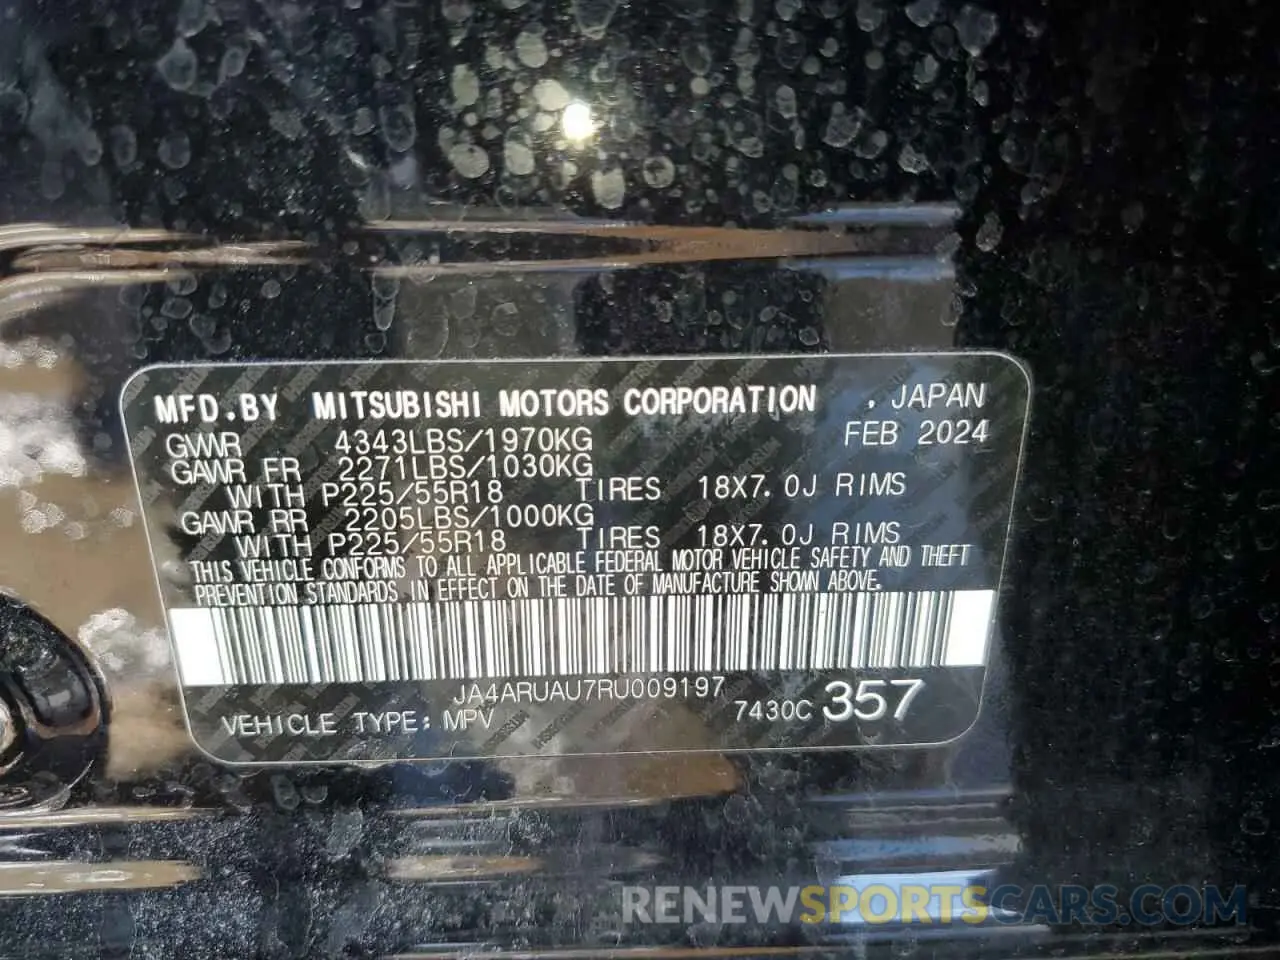 MFD.BY MITSUBISHI MOTORS CORPORATION , JAPAN
GVWR 4343LBS/1970KG FEB 2024
GAWR FR 2271LBS/1030KG
WITH P225/55R18 TIRES 18X7.0J RIMS
GAWR RR 2205LBS/1000KG
WITH P225/55R18 TIRES 18X7.0J RIMS
THIS VEHICLE CONFORMS TO ALL APPLICABLE FEDERAL MOTOR VEHICLE SAFETY AND THEFT
PREVENTION STANDARDS IN EFFECT ON THE DATE OF MANUFACTURE SHOWN ABOVE.
JA4ARUAU7RU009197
VEHICLE TYPE: MPV 7430C 357
RENEWSPORTSCARS.COM